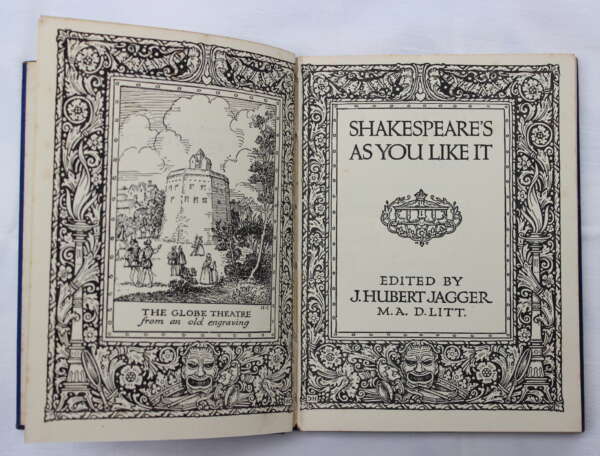 THE GLOBE THEATRE
from an old engraving
SHAKESPEARE'S
AS YOU LIKE IT
EDITED BY
J. HUBERT JAGGER
M.A. D.LITT.